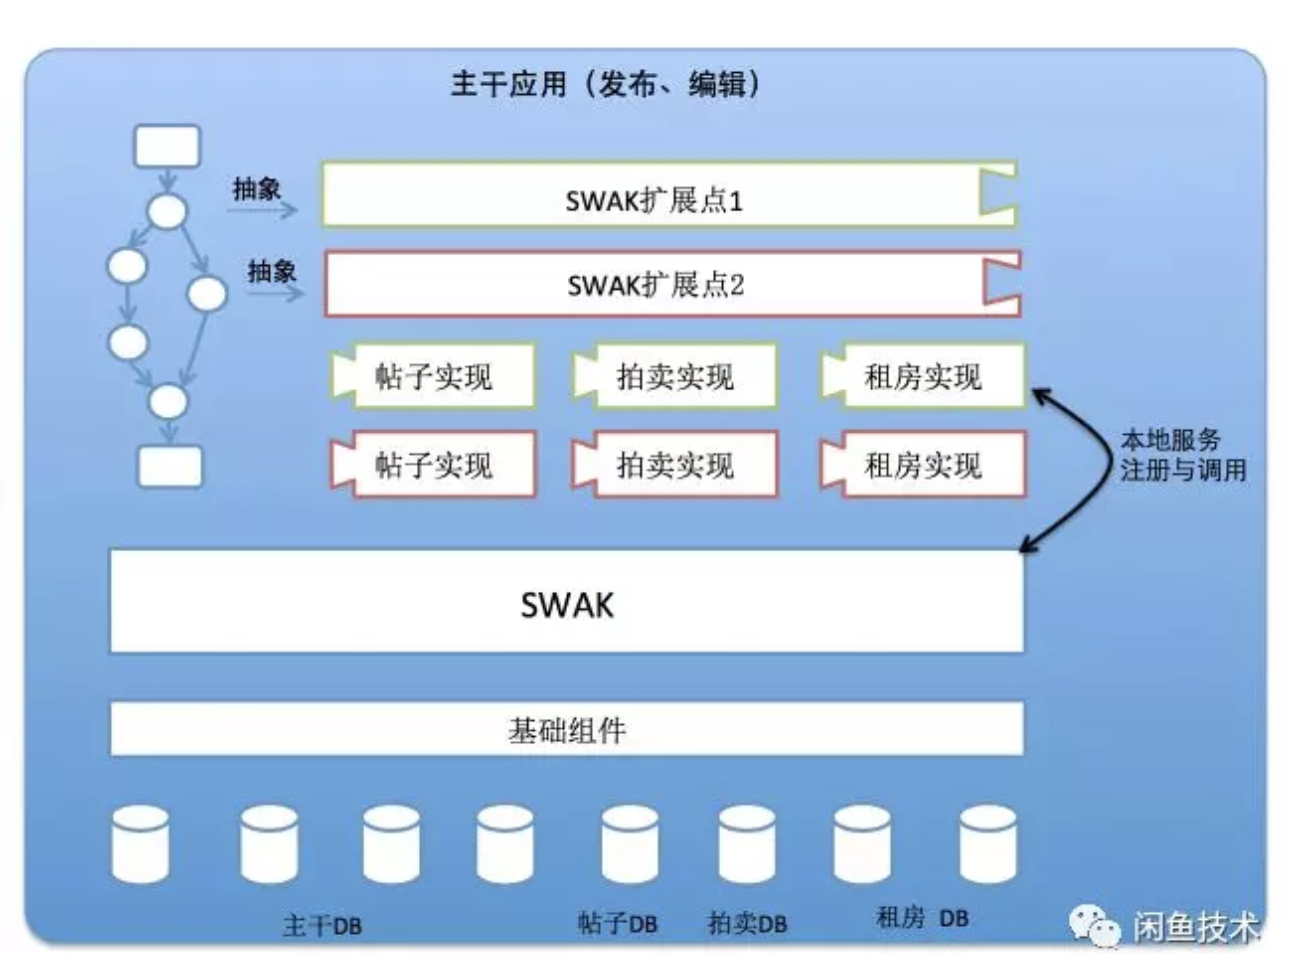 主干应用（发布、编辑）
抽象
SWAK扩展点1
抽象
SWAK扩展点2
帖子实现
拍卖实现
租房实现
帖子实现
拍卖实现
租房实现
本地服务
注册与调用
SWAK
基础组件
主干DB
帖子DB
拍卖DB
租房 DB
闲鱼技术